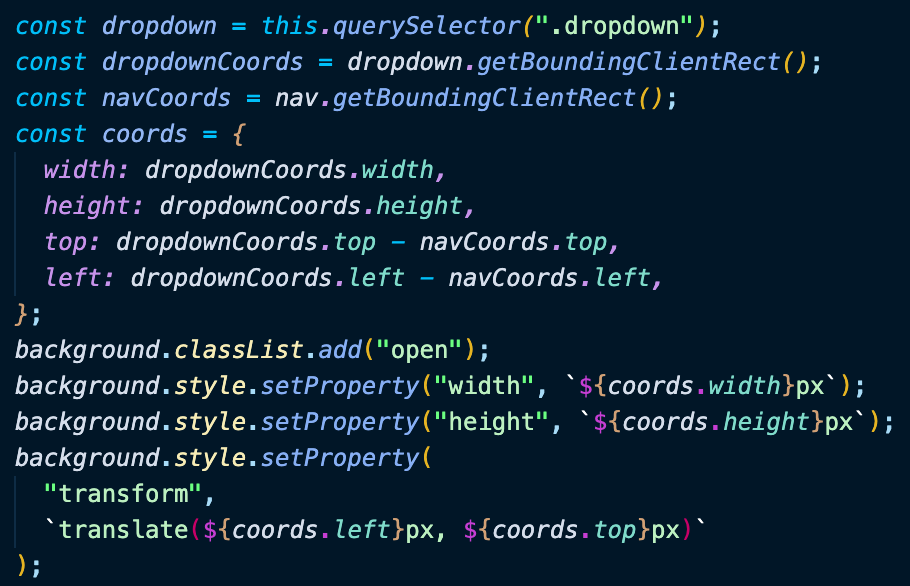 const dropdown = this.querySelector(".dropdown");
const dropdownCoords = dropdown.getBoundingClientRect();
const navCoords = nav.getBoundingClientRect();
const coords = {
  width: dropdownCoords.width,
  height: dropdownCoords.height,
  top: dropdownCoords.top - navCoords.top,
  left: dropdownCoords.left - navCoords.left,
};
background.classList.add("open");
background.style.setProperty("width", `${coords.width}px`);
background.style.setProperty("height", `${coords.height}px`);
background.style.setProperty(
  "transform",
  `translate(${coords.left}px, ${coords.top}px)`
);